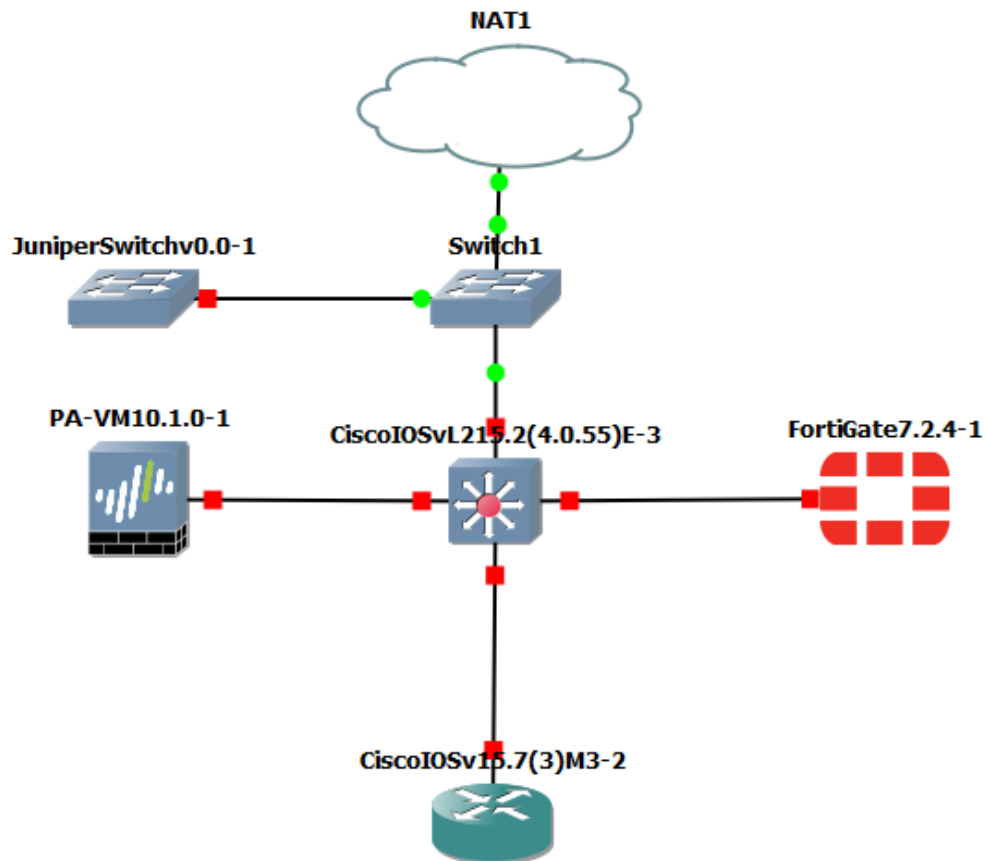 NAT1
JuniperSwitchv0.0-1
Switch1
PA-VM10.1.0-1
CiscoIOSvL215.2(4.0.55)E-3
FortiGate7.2.4-1
CiscoIOSv15.7(3)M3-2